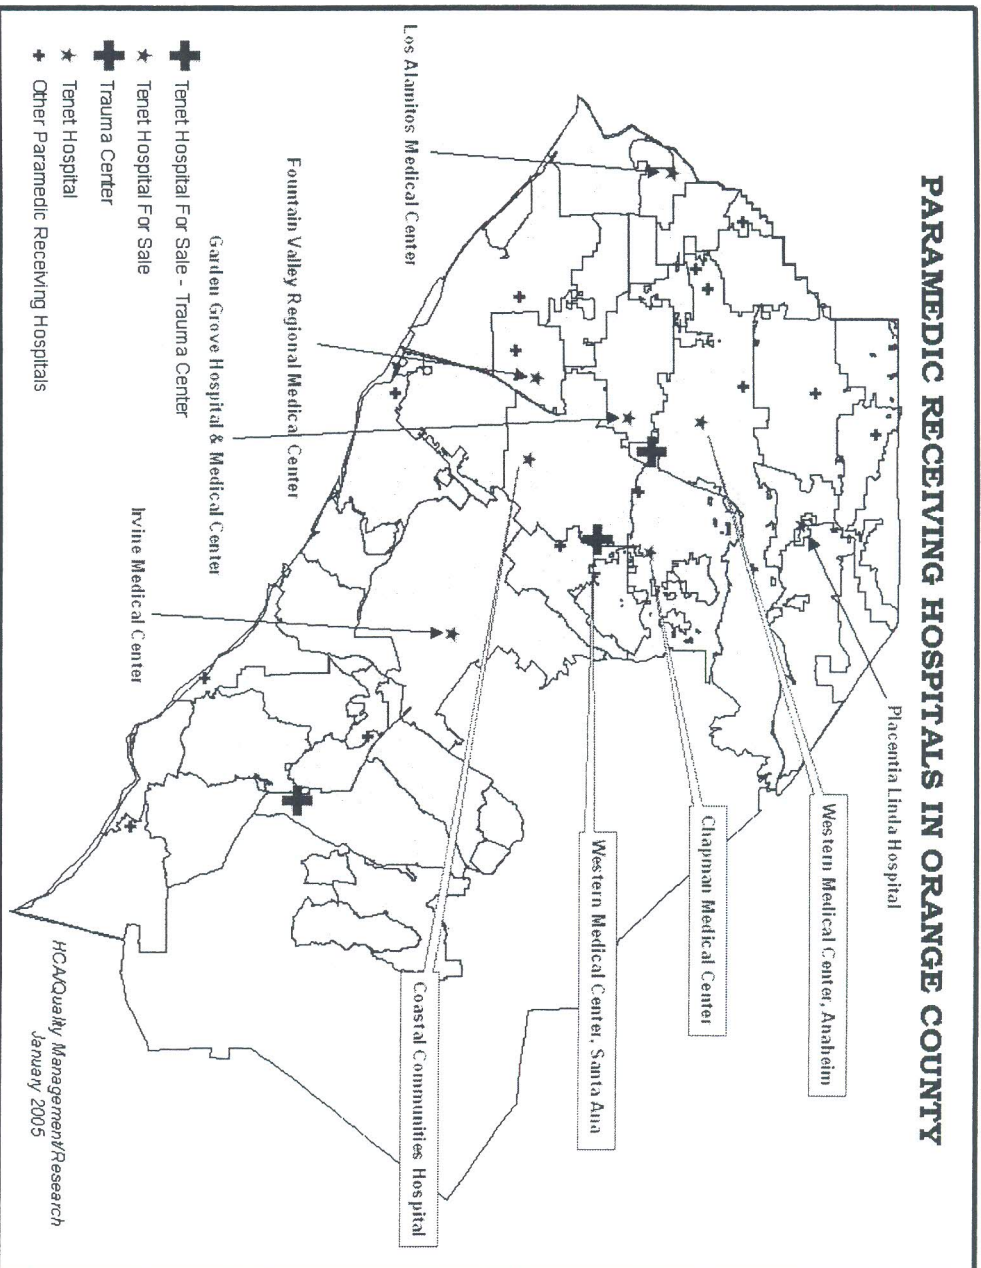 PARAMEDIC RECEIVING HOSPITALS IN ORANGE COUNTY
Placentia Linda Hospital
Western Medical Center, Anaheim
Chapman Medical Center
Western Medical Center, Santa Ana
Coastal Communities Hospital
Los Alamitos Medical Center
Fountain Valley Regional Medical Center
Garden Grove Hospital & Medical Center
Irvine Medical Center
Tenet Hospital For Sale - Trauma Center
Tenet Hospital For Sale
Trauma Center
Tenet Hospital
Other Paramedic Receiving Hospitals
HCA/Quality Management/Research
January 2005